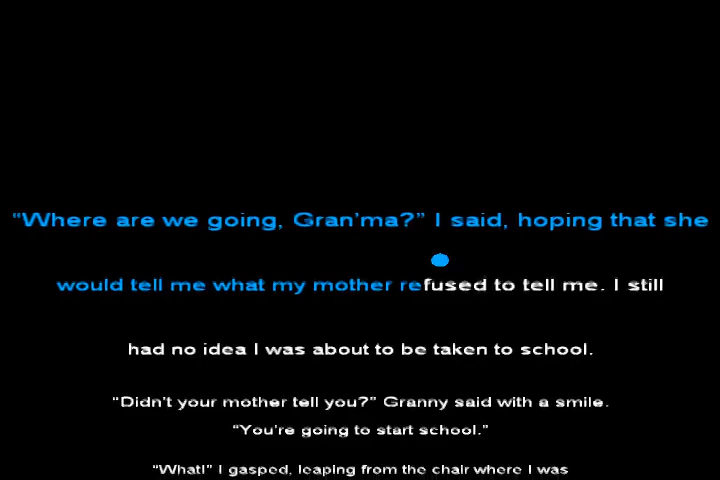 “Where are we going, Gran’ma?” I said, hoping that she
would tell me what my mother refused to tell me. I still
had no idea I was about to be taken to school.
“Didn’t your mother tell you?” Granny said with a smile.
“You’re going to start school.”
“What!” I gasped, leaping from the chair where I was